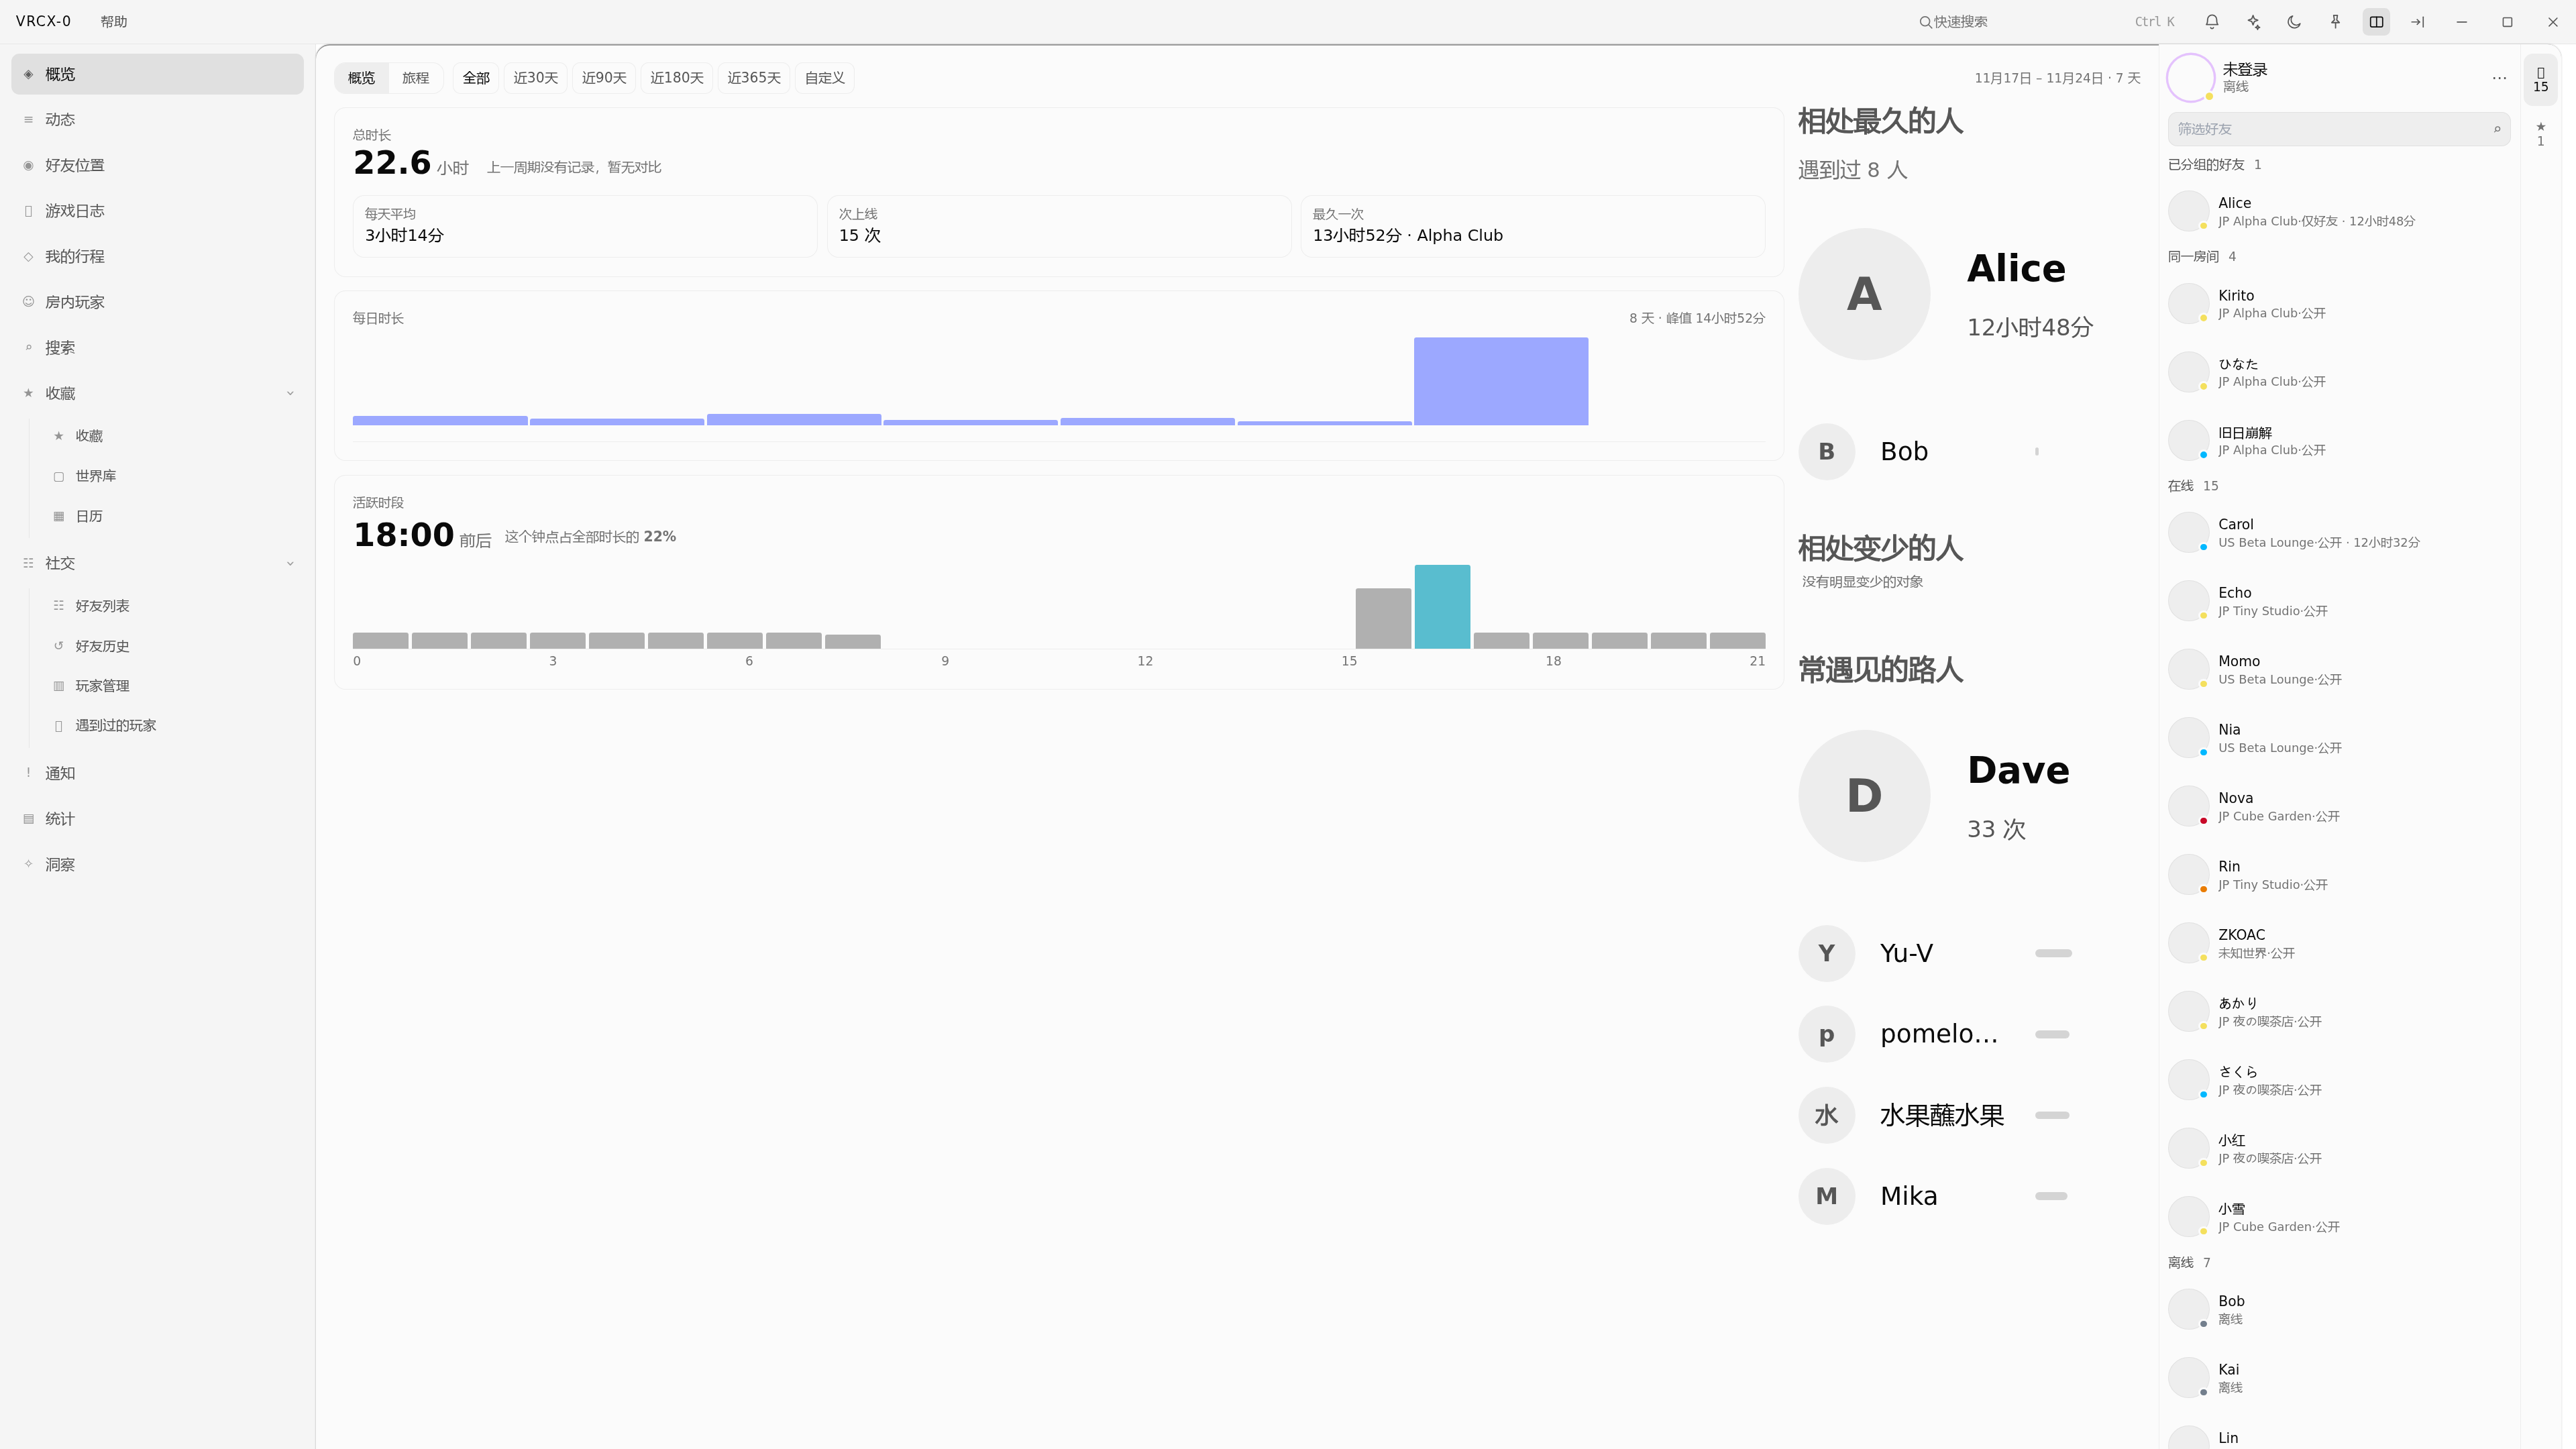 VRCX-0 帮助 快速搜索 Ctrl K
概览
动态
好友位置
游戏日志
我的行程
房内玩家
搜索
收藏
收藏
世界库
日历
社交
好友列表
好友历史
玩家管理
遇到过的玩家
通知
统计
洞察
概览 旅程 全部 近30天 近90天 近180天 近365天 自定义 11月17日 – 11月24日 · 7 天
总时长
22.6 小时 上一周期没有记录，暂无对比
每天平均
3小时14分
次上线
15 次
最久一次
13小时52分 · Alpha Club
每日时长 8 天 · 峰值 14小时52分
活跃时段
18:00 前后 这个钟点占全部时长的 22%
0 3 6 9 12 15 18 21
相处最久的人
遇到过 8 人
A Alice
12小时48分
B Bob
相处变少的人
没有明显变少的对象
常遇见的路人
D Dave
33 次
Y Yu-V
p pomelo...
水 水果蘸水果
M Mika
未登录
离线
筛选好友
已分组的好友 1
Alice
JP Alpha Club·仅好友 · 12小时48分
同一房间 4
Kirito
JP Alpha Club·公开
ひなた
JP Alpha Club·公开
旧日崩解
JP Alpha Club·公开
在线 15
Carol
US Beta Lounge·公开 · 12小时32分
Echo
JP Tiny Studio·公开
Momo
US Beta Lounge·公开
Nia
US Beta Lounge·公开
Nova
JP Cube Garden·公开
Rin
JP Tiny Studio·公开
ZKOAC
未知世界·公开
あかり
JP 夜の喫茶店·公开
さくら
JP 夜の喫茶店·公开
小红
JP 夜の喫茶店·公开
小雪
JP Cube Garden·公开
离线 7
Bob
离线
Kai
离线
Lin
15
1